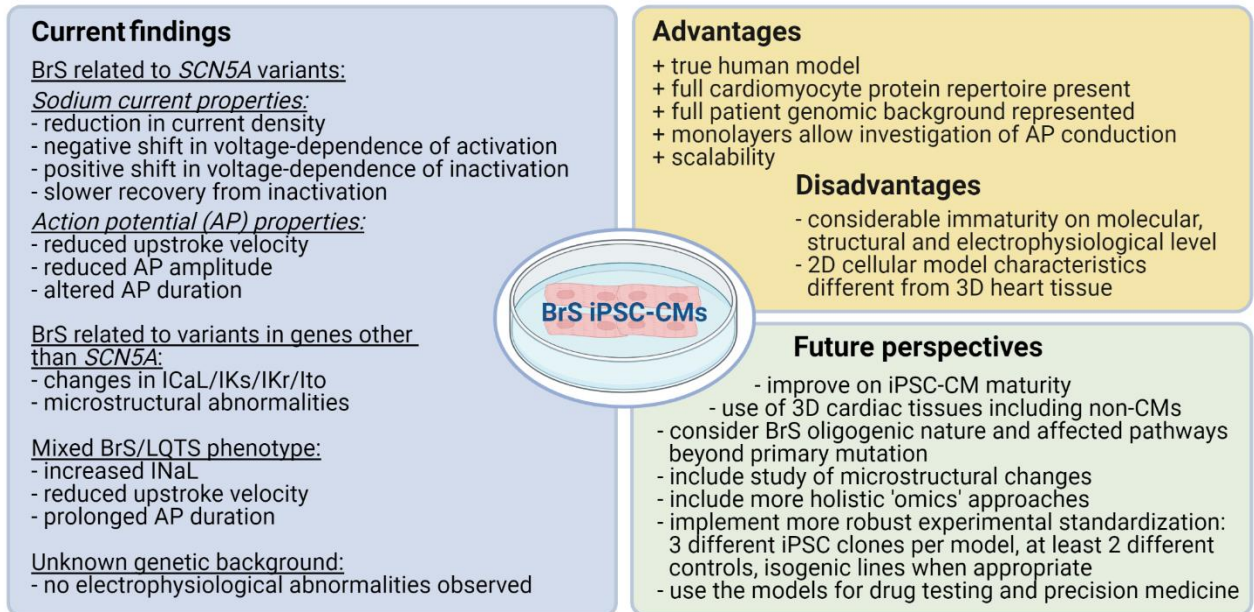 Current findings
BrS related to SCN5A variants:
Sodium current properties:
- reduction in current density
- negative shift in voltage-dependence of activation
- positive shift in voltage-dependence of inactivation
- slower recovery from inactivation
Action potential (AP) properties:
- reduced upstroke velocity
- reduced AP amplitude
- altered AP duration
BrS related to variants in genes other
than SCN5A:
- changes in ICaL/IKs/IKr/Ito
- microstructural abnormalities
Mixed BrS/LQTS phenotype:
- increased INaL
- reduced upstroke velocity
- prolonged AP duration
Unknown genetic background:
- no electrophysiological abnormalities observed
BrS iPSC-CMs
Advantages
+ true human model
+ full cardiomyocyte protein repertoire present
+ full patient genomic background represented
+ monolayers allow investigation of AP conduction
+ scalability
Disadvantages
- considerable immaturity on molecular,
structural and electrophysiological level
- 2D cellular model characteristics
different from 3D heart tissue
Future perspectives
- improve on iPSC-CM maturity
- use of 3D cardiac tissues including non-CMs
- consider BrS oligogenic nature and affected pathways
beyond primary mutation
- include study of microstructural changes
- include more holistic 'omics' approaches
- implement more robust experimental standardization:
3 different iPSC clones per model, at least 2 different
controls, isogenic lines when appropriate
- use the models for drug testing and precision medicine